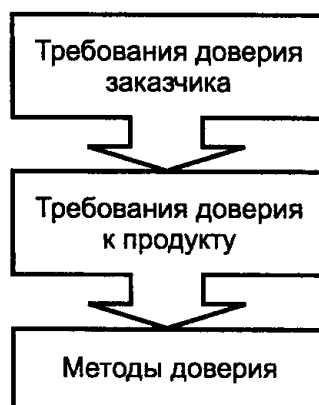 Требования доверия
заказчика
Требования доверия
к продукту
Методы доверия